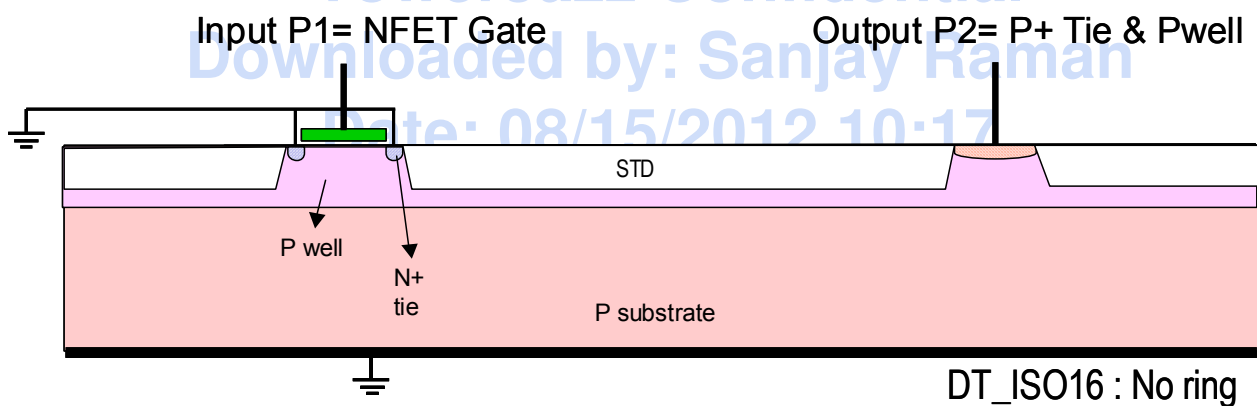 Confidential
Input P1= NFET Gate
Output P2= P+ Tie & Pwell
Downloaded by: Sanjay Raman
Date: 08/15/2012 10:17
STD
P well
N+
tie
P substrate
DT_ISO16 : No ring